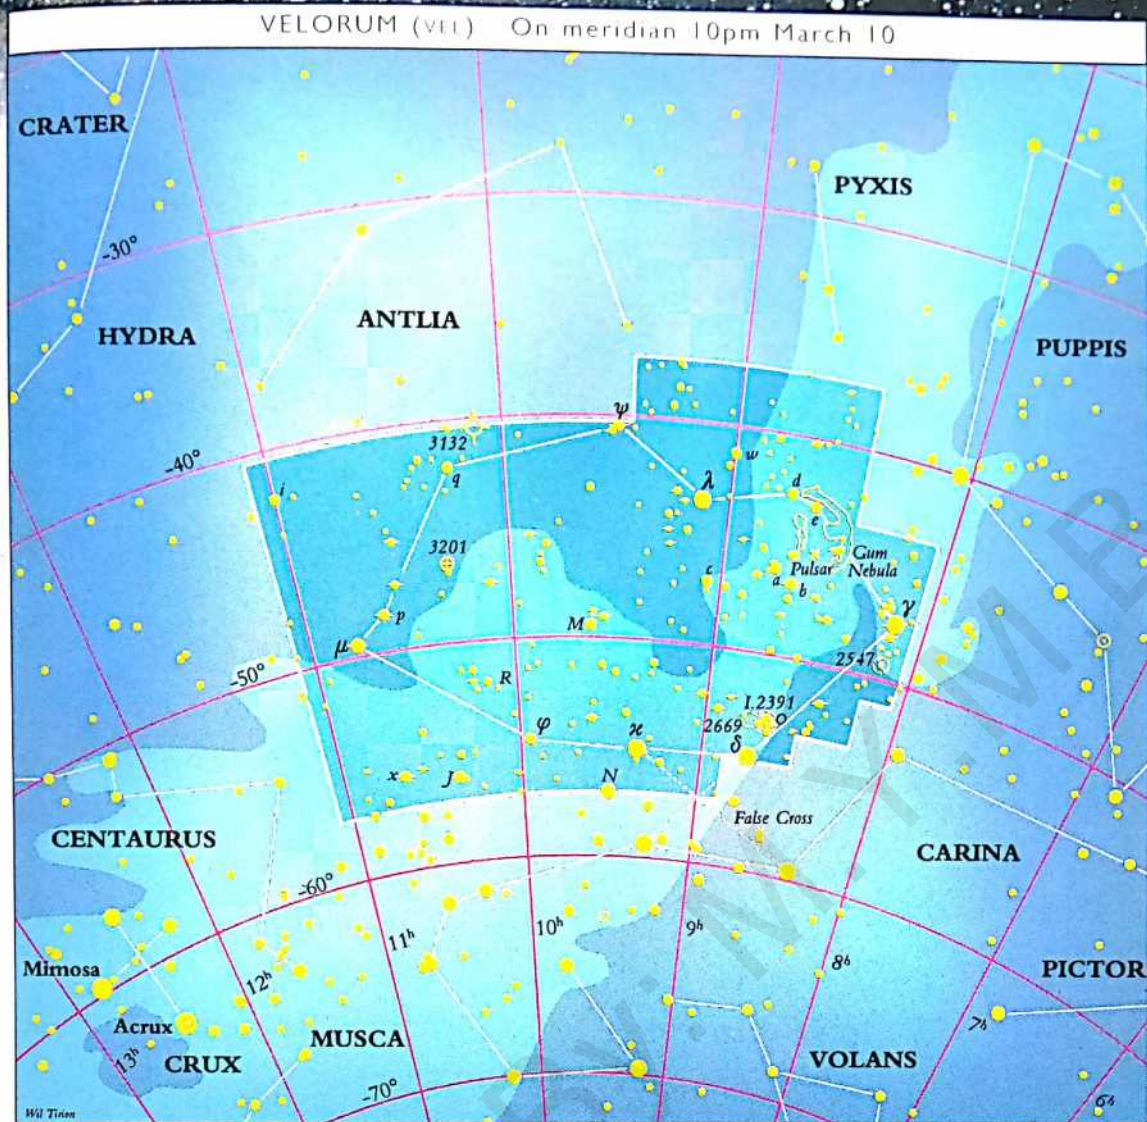 VELORUM (VEL) On meridian 10pm March 10
CRATER
PYXIS
-30°
ANTLIA
HYDRA
PUPPIS
ψ
3132
-40°
q
w
λ
d
i
e
3201
Gum
Pulsar Nebula
c
a
b
p
M
γ
μ
2547
-50°
R
I.2391
2669
o
φ
ϰ
δ
x
J
N
False Cross
CENTAURUS
CARINA
-60°
11h
10h
9h
8h
Mimosa
12h
PICTOR
Acrux
7h
13h
CRUX
MUSCA
VOLANS
-70°
6h
Wil Tirion